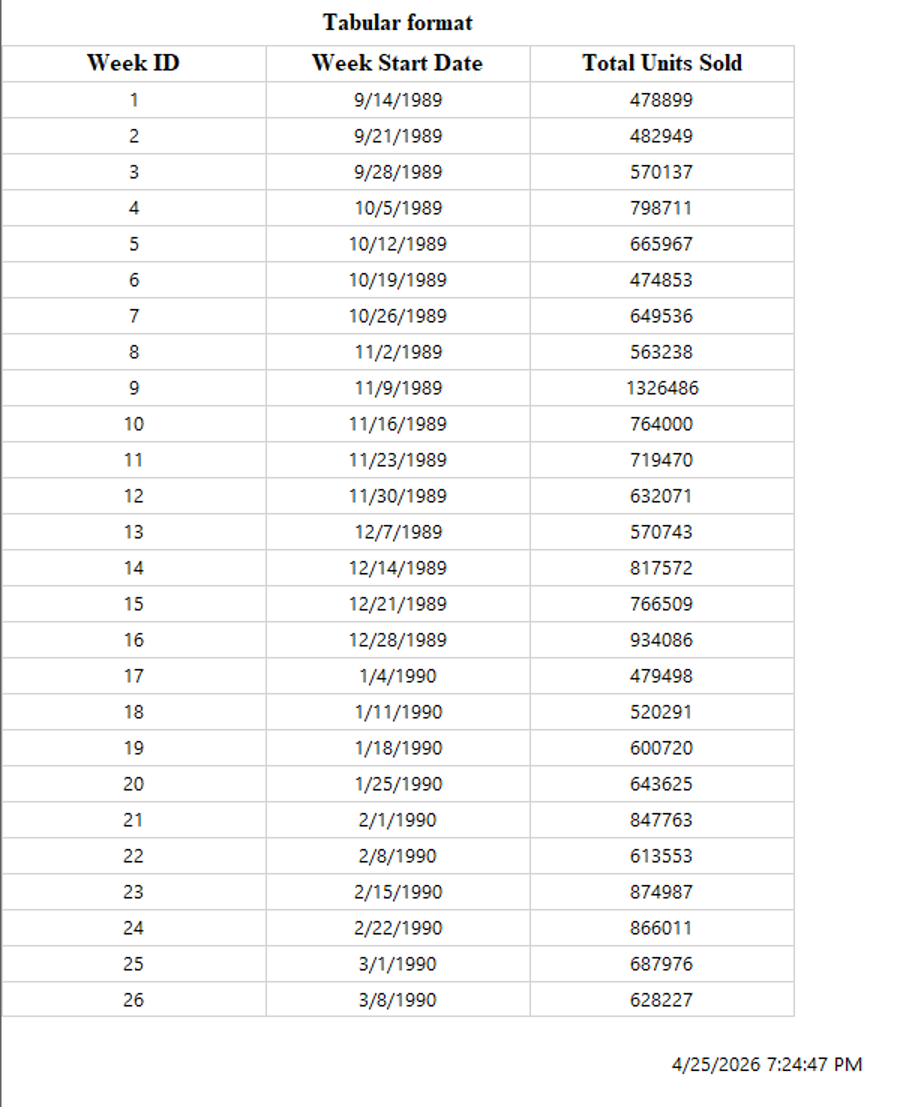 Tabular format
Week ID Week Start Date Total Units Sold
1 9/14/1989 478899
2 9/21/1989 482949
3 9/28/1989 570137
4 10/5/1989 798711
5 10/12/1989 665967
6 10/19/1989 474853
7 10/26/1989 649536
8 11/2/1989 563238
9 11/9/1989 1326486
10 11/16/1989 764000
11 11/23/1989 719470
12 11/30/1989 632071
13 12/7/1989 570743
14 12/14/1989 817572
15 12/21/1989 766509
16 12/28/1989 934086
17 1/4/1990 479498
18 1/11/1990 520291
19 1/18/1990 600720
20 1/25/1990 643625
21 2/1/1990 847763
22 2/8/1990 613553
23 2/15/1990 874987
24 2/22/1990 866011
25 3/1/1990 687976
26 3/8/1990 628227
4/25/2026 7:24:47 PM